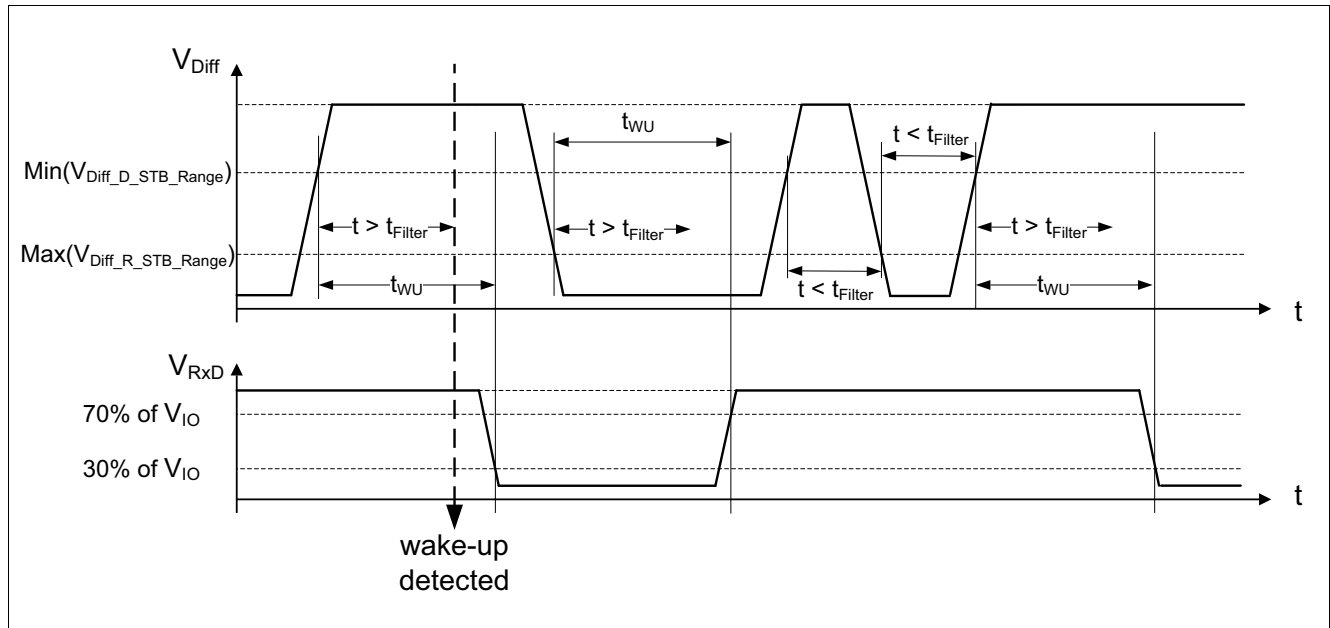 V_Diff
t_WU
t < t_Filter
Min(V_Diff_D_STB_Range)
t > t_Filter
t > t_Filter
t > t_Filter
Max(V_Diff_R_STB_Range)
t_WU
t < t_Filter
t_WU
t
V_RxD
70% of V_IO
30% of V_IO
t
wake-up
detected